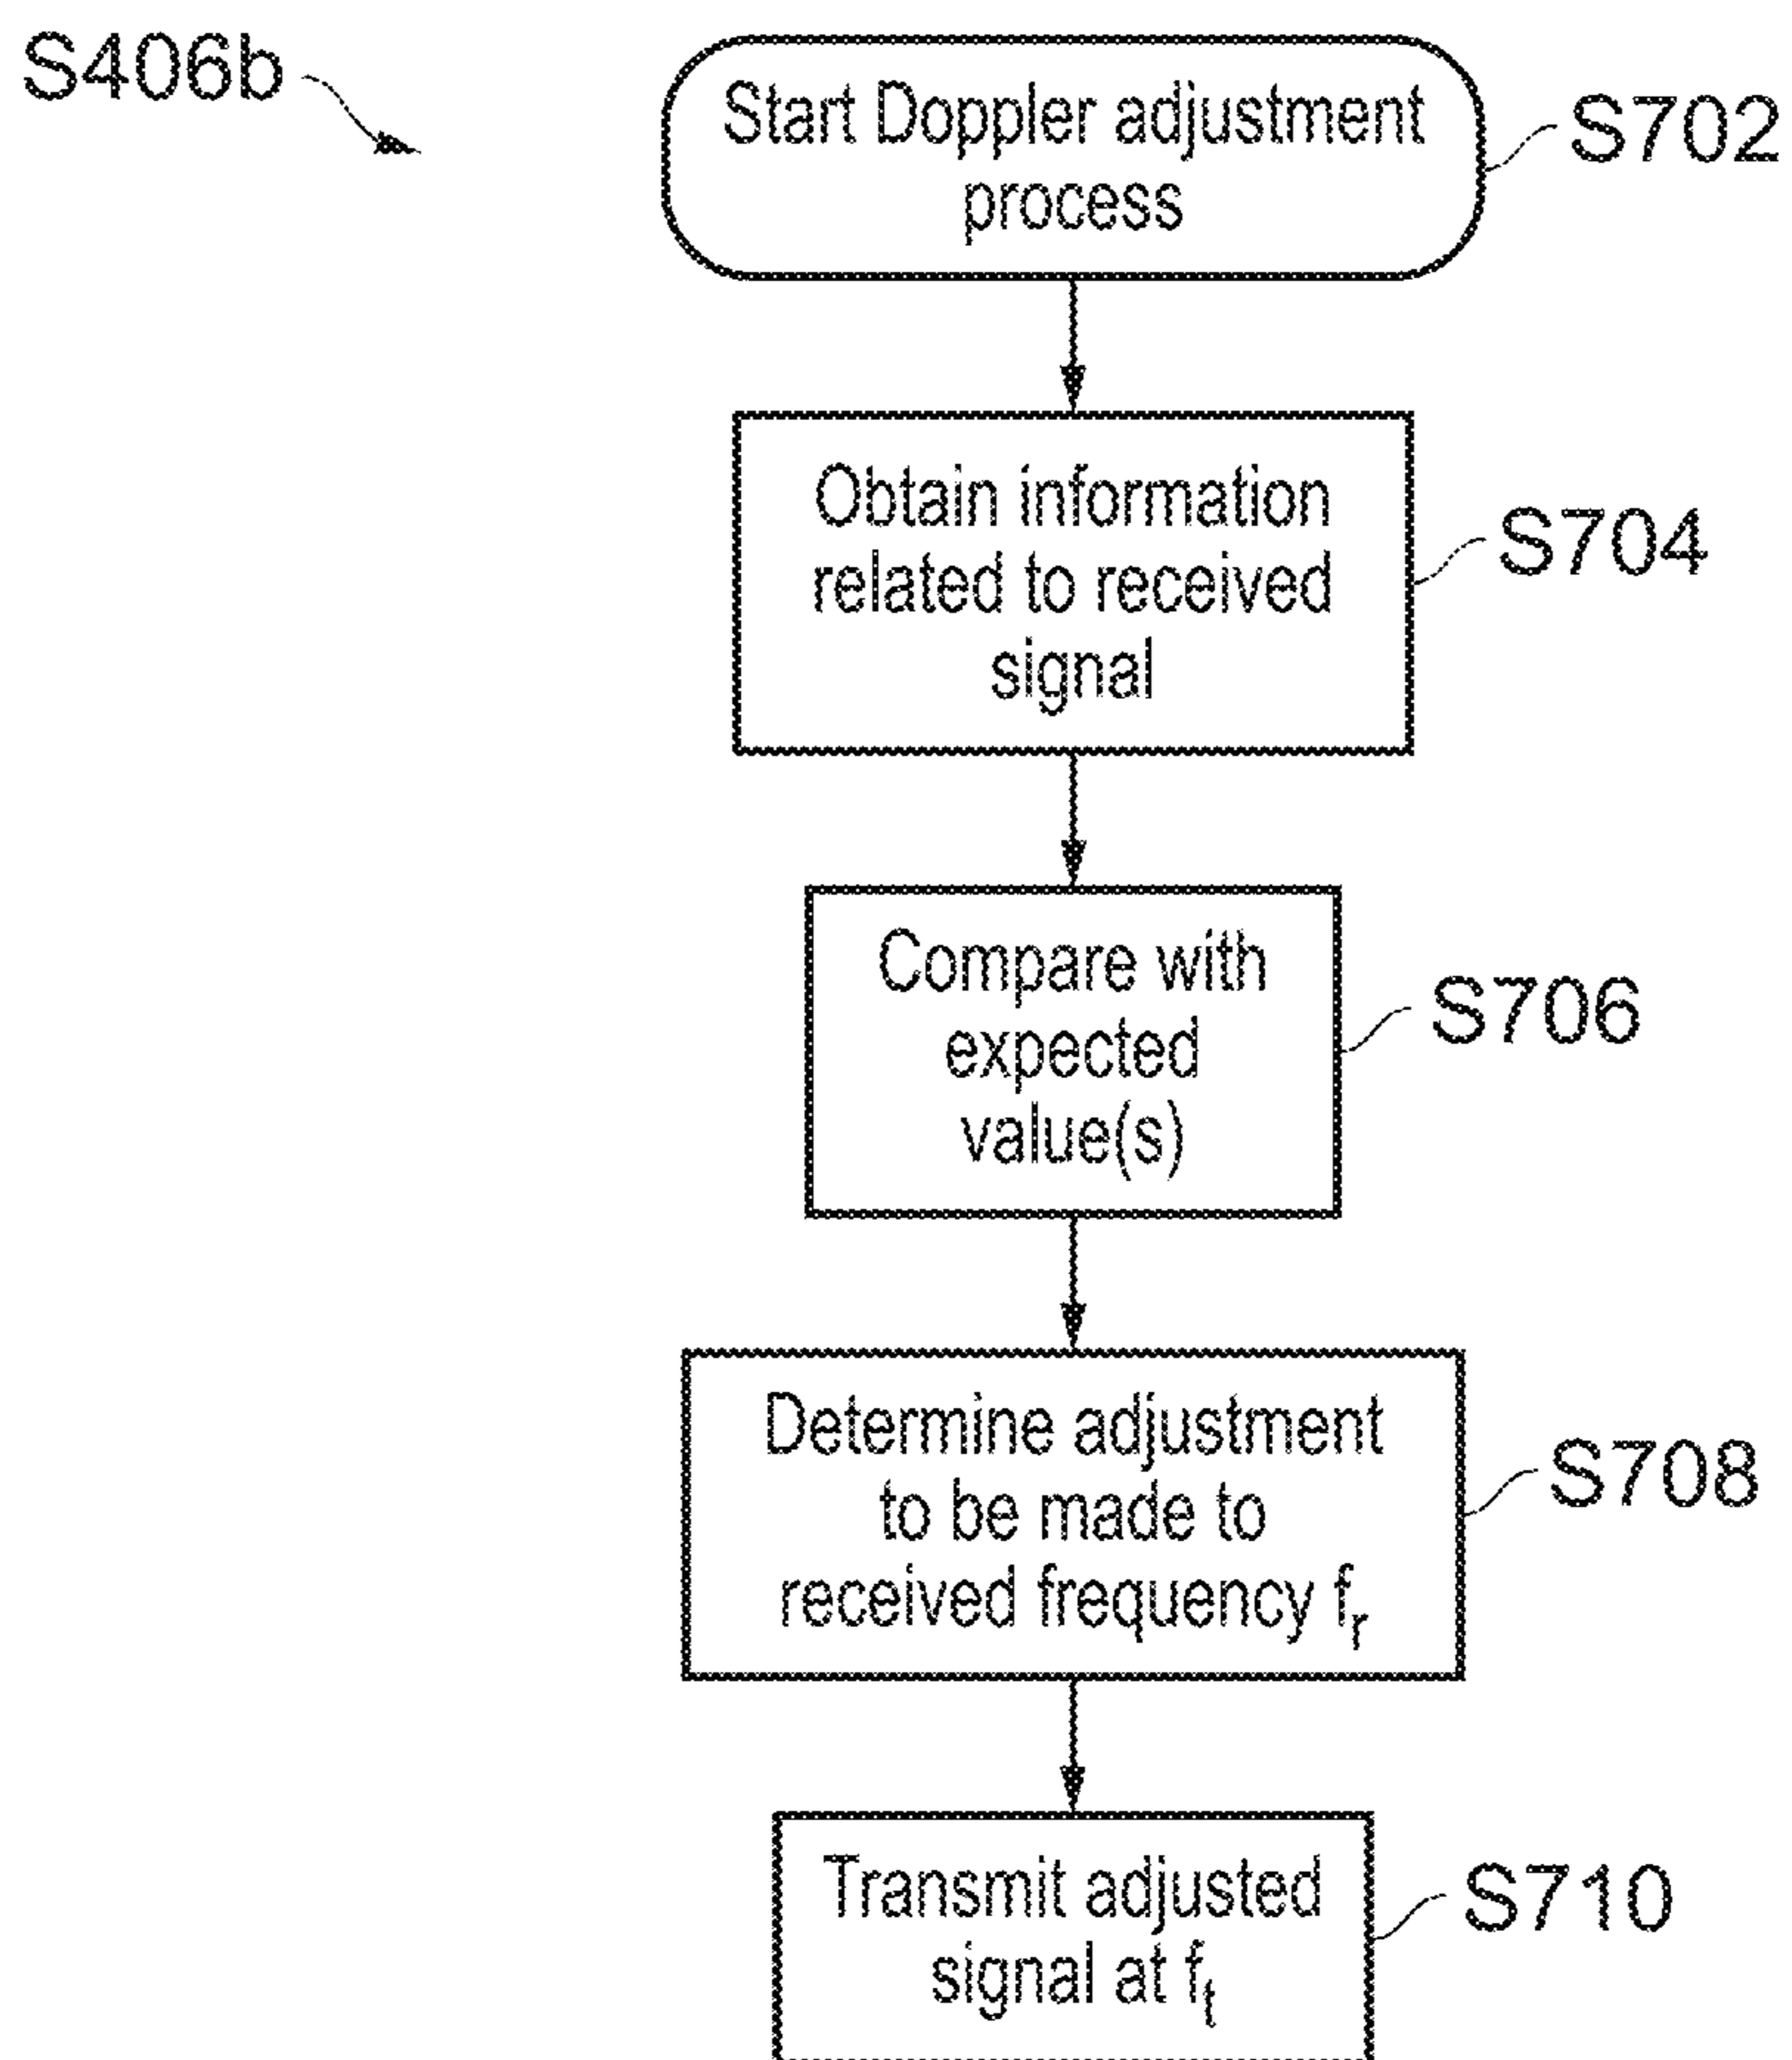 S406b
Start Doppler adjustment
process
S702
Obtain information
related to received
signal
S704
Compare with
expected
value(s)
S706
Determine adjustment
to be made to
received frequency fr
S708
Transmit adjusted
signal at ft
S710